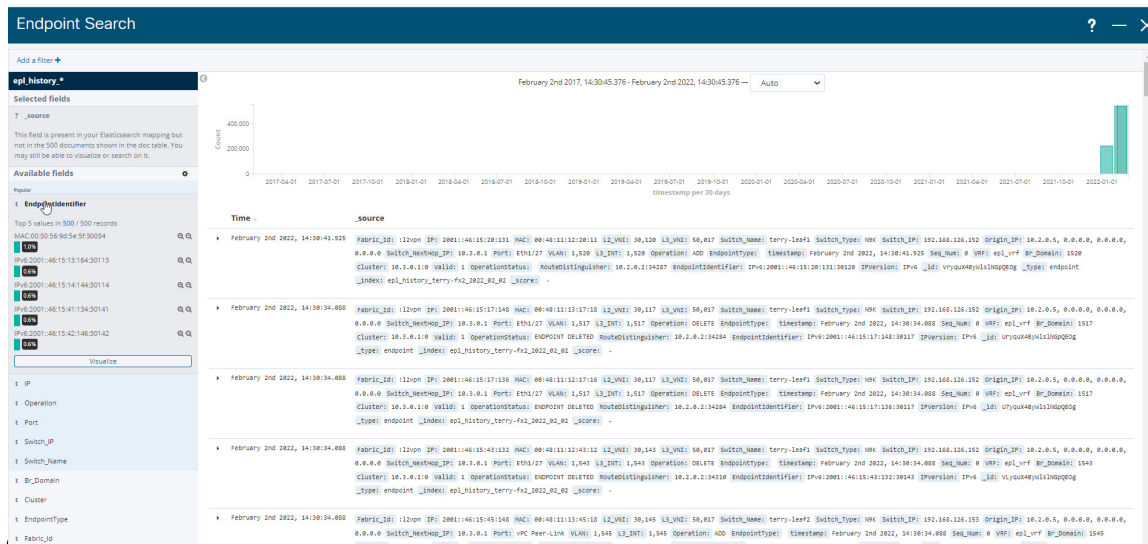 Endpoint Search
? — ×
Add a filter +
epl_history_*
February 2nd 2017, 14:30:45.376 - February 2nd 2022, 14:30:45.376 — Auto
Selected fields
? _source
This field is present in your Elasticsearch mapping but
not in the 500 documents shown in the doc table. You
may still be able to visualize or search on it.
Available fields
Popular
t EndpointIdentifier
Top 5 values in 500 / 500 records
MAC:00:50:56:9d:5e:5f:30034
1.0%
IPv6:2001::46:15:13:164:30113
0.6%
IPv6:2001::46:15:14:144:30114
0.6%
IPv6:2001::46:15:41:134:30141
0.6%
IPv6:2001::46:15:42:146:30142
0.6%
Visualize
t IP
t Operation
t Port
t Switch_IP
t Switch_Name
t Br_Domain
t Cluster
t EndpointType
t Fabric_Id
Count
400.000
200.000
0
2017-04-01 2017-07-01 2017-10-01 2018-01-01 2018-04-01 2018-07-01 2018-10-01 2019-01-01 2019-04-01 2019-07-01 2019-10-01 2020-01-01 2020-04-01 2020-07-01 2020-10-01 2021-01-01 2021-04-01 2021-07-01 2021-10-01 2022-01-01
timestamp per 30 days
Time _source
February 2nd 2022, 14:30:41.925 Fabric_Id: :l2vpn IP: 2001::46:15:20:131 MAC: 00:48:11:12:20:11 L2_VNI: 30,120 L3_VNI: 50,017 Switch_Name: terry-leaf1 Switch_Type: N9K Switch_IP: 192.168.126.152 Origin_IP: 10.2.0.5, 0.0.0.0, 0.0.0.0,
0.0.0.0 Switch_NextHop_IP: 10.3.0.1 Port: Eth1/27 VLAN: 1,520 L3_INT: 1,520 Operation: ADD EndpointType: timestamp: February 2nd 2022, 14:30:41.925 Seq_Num: 0 VRF: epl_vrf Br_Domain: 1520
Cluster: 10.3.0.1:0 Valid: 1 OperationStatus: RouteDistinguisher: 10.2.0.2:34287 EndpointIdentifier: IPv6:2001::46:15:20:131:30120 IPVersion: IPv6 _id: _type: endpoint
_index: epl_history_terry-fx2_2022_02_02 _score: -
February 2nd 2022, 14:30:34.088 Fabric_Id: :l2vpn IP: 2001::46:15:17:148 MAC: 00:48:11:13:17:18 L2_VNI: 30,117 L3_VNI: 50,017 Switch_Name: terry-leaf1 Switch_Type: N9K Switch_IP: 192.168.126.152 Origin_IP: 10.2.0.5, 0.0.0.0, 0.0.0.0,
0.0.0.0 Switch_NextHop_IP: 10.3.0.1 Port: Eth1/27 VLAN: 1,517 L3_INT: 1,517 Operation: DELETE EndpointType: timestamp: February 2nd 2022, 14:30:34.088 Seq_Num: 0 VRF: epl_vrf Br_Domain: 1517
Cluster: 10.3.0.1:0 Valid: 1 OperationStatus: ENDPOINT DELETED RouteDistinguisher: 10.2.0.2:34284 EndpointIdentifier: IPv6:2001::46:15:17:148:30117 IPVersion: IPv6 _id:
_type: endpoint _index: epl_history_terry-fx2_2022_02_02 _score: -
February 2nd 2022, 14:30:34.088 Fabric_Id: :l2vpn IP: 2001::46:15:17:136 MAC: 00:48:11:12:17:16 L2_VNI: 30,117 L3_VNI: 50,017 Switch_Name: terry-leaf1 Switch_Type: N9K Switch_IP: 192.168.126.152 Origin_IP: 10.2.0.5, 0.0.0.0, 0.0.0.0,
0.0.0.0 Switch_NextHop_IP: 10.3.0.1 Port: Eth1/27 VLAN: 1,517 L3_INT: 1,517 Operation: DELETE EndpointType: timestamp: February 2nd 2022, 14:30:34.088 Seq_Num: 0 VRF: epl_vrf Br_Domain: 1517
Cluster: 10.3.0.1:0 Valid: 1 OperationStatus: ENDPOINT DELETED RouteDistinguisher: 10.2.0.2:34284 EndpointIdentifier: IPv6:2001::46:15:17:136:30117 IPVersion: IPv6 _id:
_type: endpoint _index: epl_history_terry-fx2_2022_02_02 _score: -
February 2nd 2022, 14:30:34.088 Fabric_Id: :l2vpn IP: 2001::46:15:43:132 MAC: 00:48:11:12:43:12 L2_VNI: 30,143 L3_VNI: 50,017 Switch_Name: terry-leaf1 Switch_Type: N9K Switch_IP: 192.168.126.152 Origin_IP: 10.2.0.5, 0.0.0.0, 0.0.0.0,
0.0.0.0 Switch_NextHop_IP: 10.3.0.1 Port: Eth1/27 VLAN: 1,543 L3_INT: 1,543 Operation: DELETE EndpointType: timestamp: February 2nd 2022, 14:30:34.088 Seq_Num: 0 VRF: epl_vrf Br_Domain: 1543
Cluster: 10.3.0.1:0 Valid: 1 OperationStatus: ENDPOINT DELETED RouteDistinguisher: 10.2.0.2:34310 EndpointIdentifier: IPv6:2001::46:15:43:132:30143 IPVersion: IPv6 _id:
_type: endpoint _index: epl_history_terry-fx2_2022_02_02 _score: -
February 2nd 2022, 14:30:34.088 Fabric_Id: :l2vpn IP: 2001::46:15:45:148 MAC: 00:48:11:13:45:18 L2_VNI: 30,145 L3_VNI: 50,017 Switch_Name: terry-leaf2 Switch_Type: N9K Switch_IP: 192.168.126.153 Origin_IP: 10.2.0.5, 0.0.0.0, 0.0.0.0,
0.0.0.0 Switch_NextHop_IP: 10.3.0.1 Port: vPC Peer-Link VLAN: 1,545 L3_INT: 1,545 Operation: ADD EndpointType: timestamp: February 2nd 2022, 14:30:34.088 Seq_Num: 0 VRF: epl_vrf Br_Domain: 1545